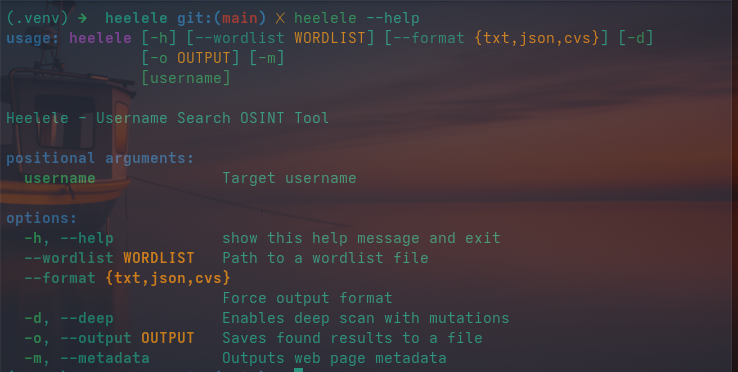 (.venv) → heelele git:(main) ✗ heelele --help
usage: heelele [-h] [--wordlist WORDLIST] [--format {txt,json,cvs}] [-d]
[-o OUTPUT] [-m]
[username]
Heelele - Username Search OSINT Tool
positional arguments:
username Target username
options:
-h, --help show this help message and exit
--wordlist WORDLIST Path to a wordlist file
--format {txt,json,cvs}
Force output format
-d, --deep Enables deep scan with mutations
-o, --output OUTPUT Saves found results to a file
-m, --metadata Outputs web page metadata